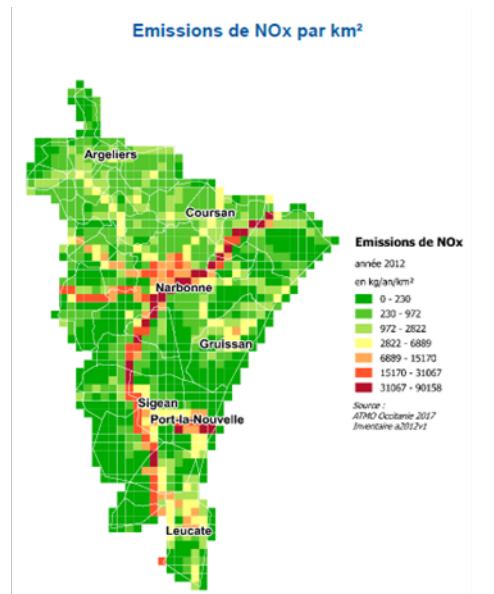 Emissions de NOx par km²
Argeliers
Coursan
Narbonne
Gruissan
Sigean
Port-la-Nouvelle
Leucate
Emissions de NOx
année 2012
en kg/an/km²
0 - 230
230 - 972
972 - 2822
2822 - 6889
6889 - 15170
15170 - 31067
31067 - 90158
Source :
ATMO Occitanie 2017
Inventaire a2012v1